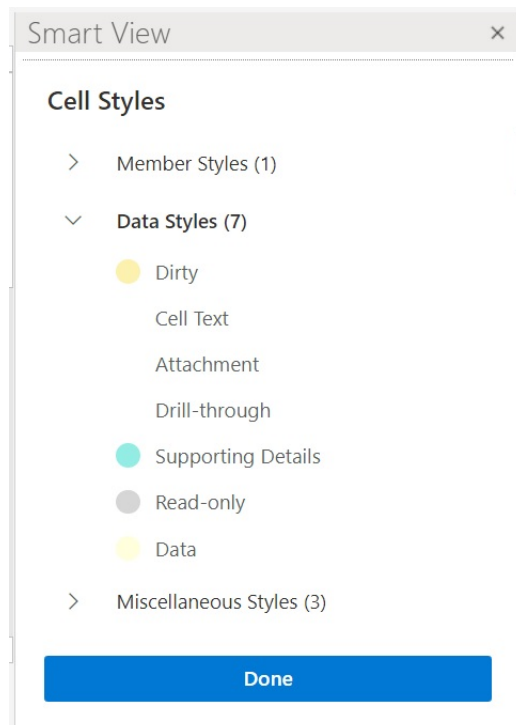 Smart View
Cell Styles
Member Styles (1)
Data Styles (7)
Dirty
Cell Text
Attachment
Drill-through
Supporting Details
Read-only
Data
Miscellaneous Styles (3)
Done